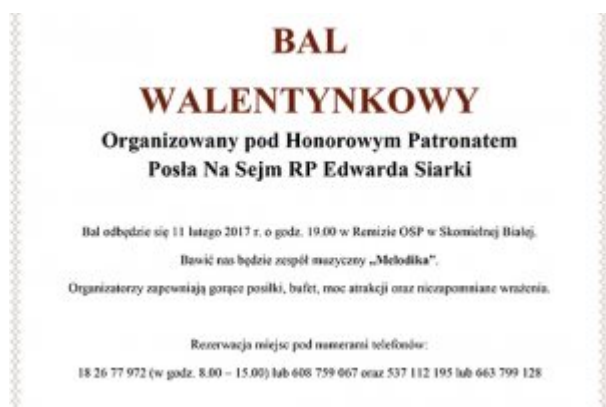 BAL
WALENTYNKOWY
Organizowany pod Honorowym Patronatem
Posła Na Sejm RP Edwarda Siarki
Bal odbędzie się 11 lutego 2017 r. o godz. 19.00 w Remizie OSP w Skomielnej Białej.
Bawić nas będzie zespół muzyczny „Melodika”.
Organizatorzy zapewniają gorące posiłki, bufet, moc atrakcji oraz niezapomniane wrażenia.
Rezerwacja miejsc pod numerami telefonów:
18 26 77 972 (w godz. 8.00 – 15.00) lub 608 759 067 oraz 537 112 195 lub 663 799 128